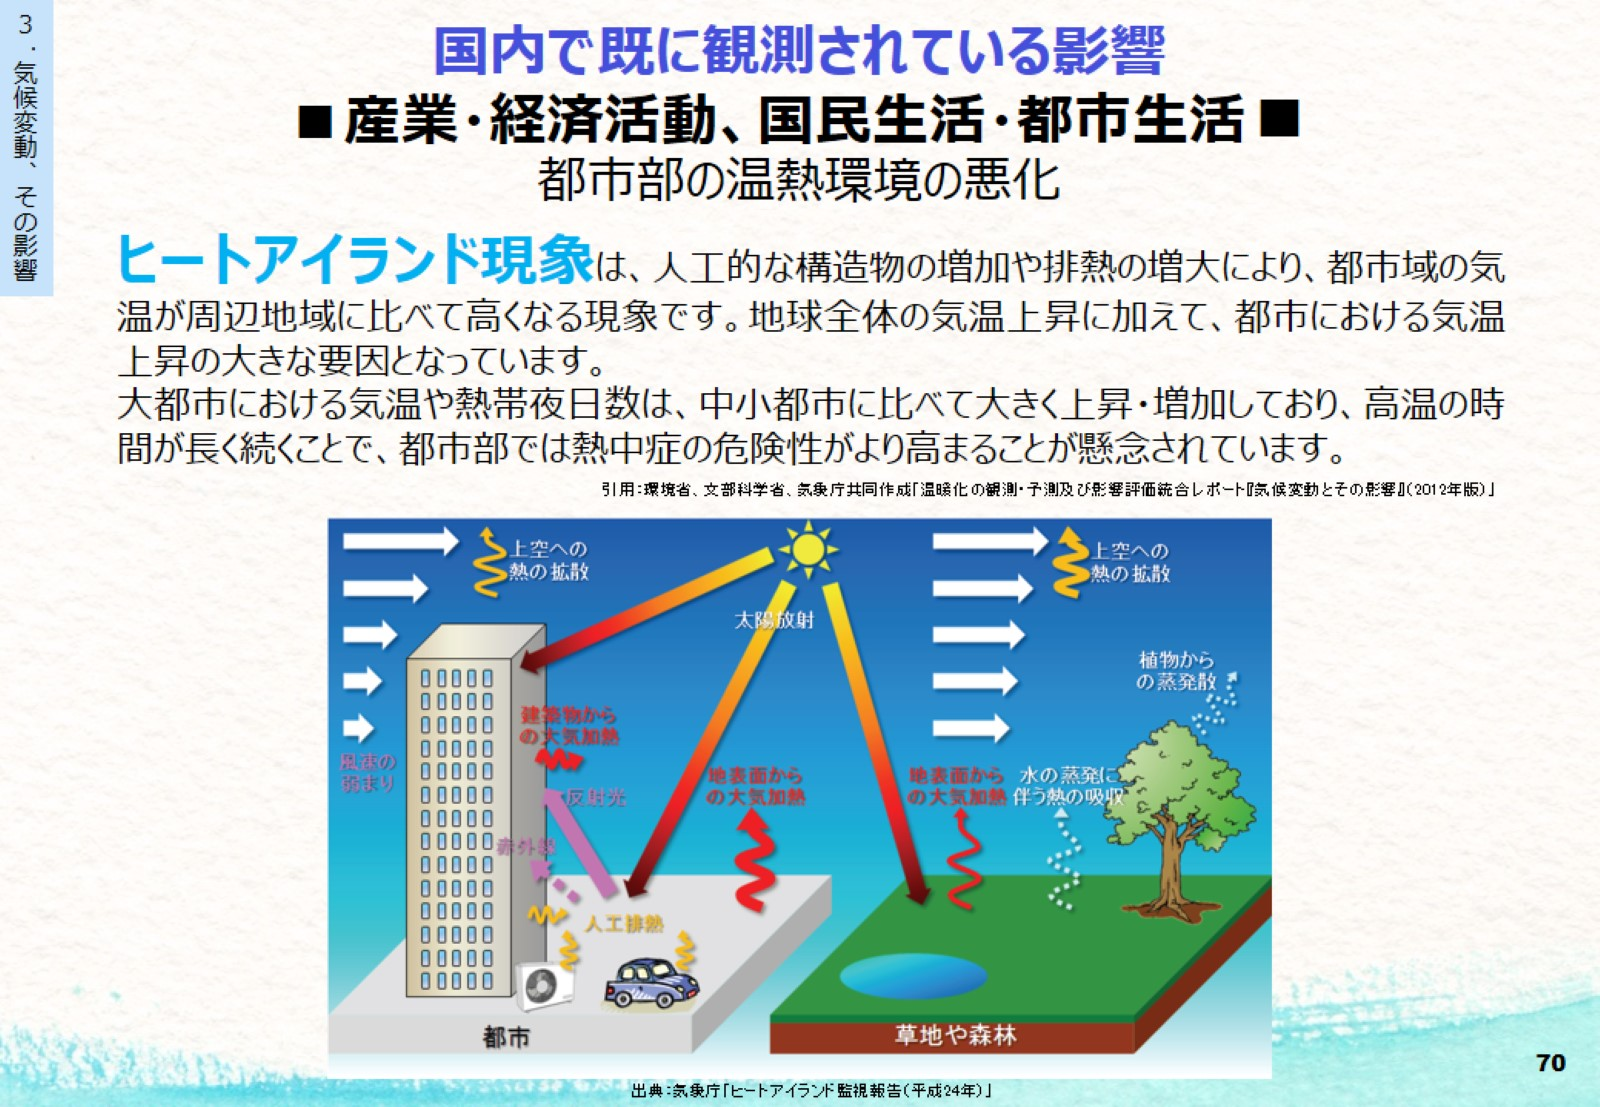 3．気候変動、その影響
国内で既に観測されている影響
■ 産業・経済活動、国民生活・都市生活 ■
都市部の温熱環境の悪化
ヒートアイランド現象は、人工的な構造物の増加や排熱の増大により、都市域の気
温が周辺地域に比べて高くなる現象です。地球全体の気温上昇に加えて、都市における気温
上昇の大きな要因となっています。
大都市における気温や熱帯夜日数は、中小都市に比べて大きく上昇・増加しており、高温の時
間が長く続くことで、都市部では熱中症の危険性がより高まることが懸念されています。
引用：環境省、文部科学省、気象庁共同作成「温暖化の観測・予測及び影響評価統合レポート『気候変動とその影響』（2012年版）」
上空への
熱の拡散
太陽放射
上空への
熱の拡散
植物から
の蒸発散
建築物から
の大気加熱
風速の
弱まり
反射光
地表面から
の大気加熱
地表面から
の大気加熱
水の蒸発に
伴う熱の吸収
赤外線
人工排熱
都市
草地や森林
出典：気象庁「ヒートアイランド監視報告（平成24年）」
70